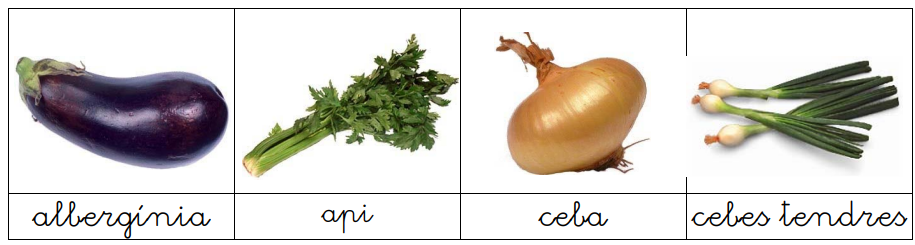 albergínia
api
ceba
cebes tendres